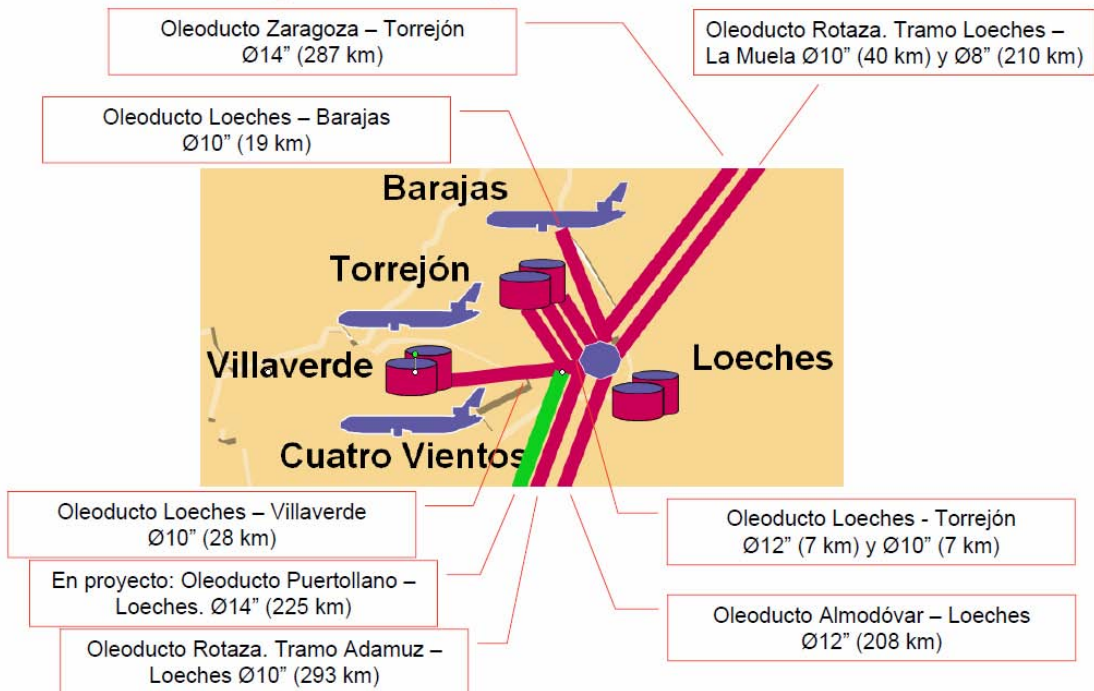 Oleoducto Zaragoza – Torrejón
Ø14” (287 km)
Oleoducto Rotaza. Tramo Loeches –
La Muela Ø10” (40 km) y Ø8” (210 km)
Oleoducto Loeches – Barajas
Ø10” (19 km)
Barajas
Torrejón
Villaverde
Loeches
Cuatro Vientos
Oleoducto Loeches – Villaverde
Ø10” (28 km)
Oleoducto Loeches - Torrejón
Ø12” (7 km) y Ø10” (7 km)
En proyecto: Oleoducto Puertollano –
Loeches. Ø14” (225 km)
Oleoducto Almodóvar – Loeches
Ø12” (208 km)
Oleoducto Rotaza. Tramo Adamuz –
Loeches Ø10” (293 km)